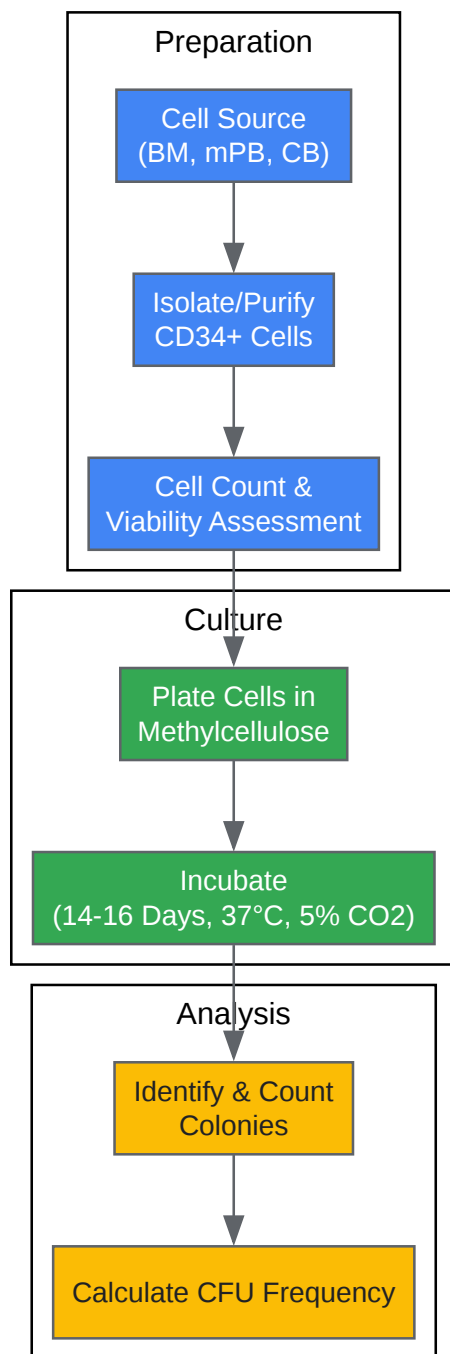 Preparation
Cell Source
(BM, mPB, CB)
Isolate/Purify
CD34+ Cells
Cell Count &
Viability Assessment
Culture
Plate Cells in
Methylcellulose
Incubate
(14-16 Days, 37°C, 5% CO2)
Analysis
Identify & Count
Colonies
Calculate CFU Frequency